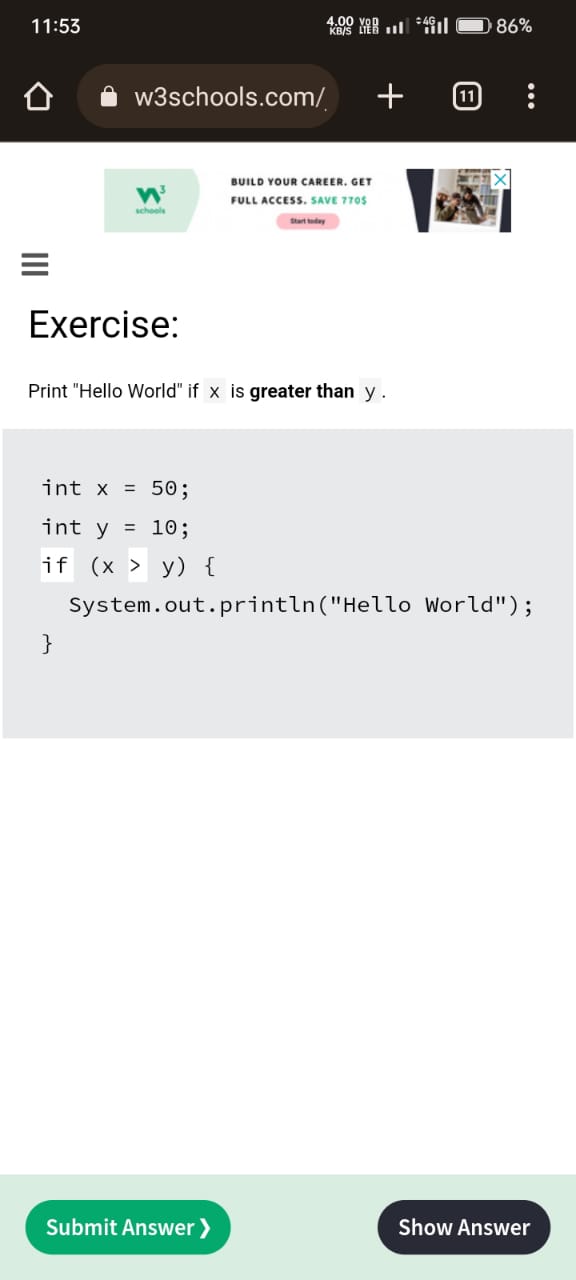 11:53
4.00 KB/S
VoD LTE
4G
86%
w3schools.com/
11
3
schools
BUILD YOUR CAREER. GET
FULL ACCESS. SAVE 770$
Start today
Exercise:
Print "Hello World" if x is greater than y.
int x = 50;
int y = 10;
if (x > y) {
System.out.println("Hello World");
}
Submit Answer ❯
Show Answer